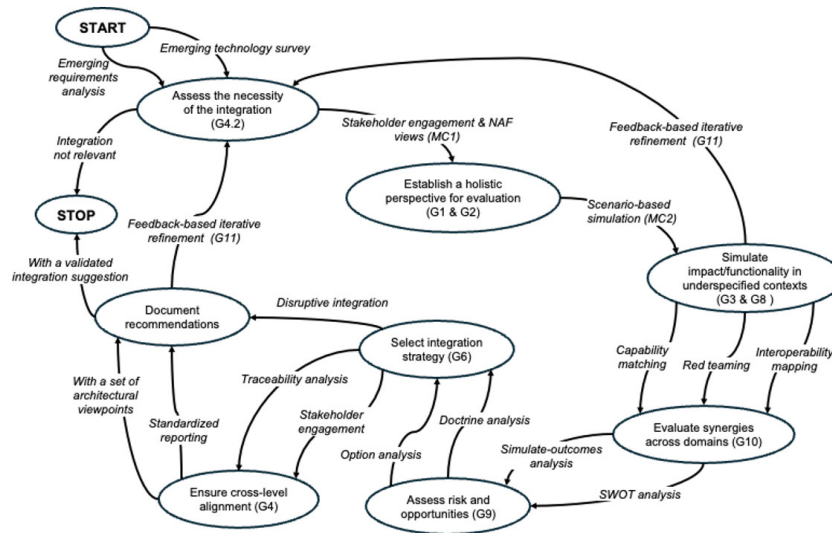 START
Emerging technology survey
Emerging
requirements
analysis
Assess the necessity
of the integration
(G4.2)
Integration
not relevant
Stakeholder engagement & NAF
views (MC1)
Feedback-based iterative
refinement (G11)
Establish a holistic
perspective for evaluation
(G1 & G2)
Scenario-based
simulation (MC2)
STOP
Feedback-based iterative
refinement (G11)
With a validated
integration suggestion
Simulate
impact/functionality in
underspecified contexts
(G3 & G8 )
Document
recommendations
Disruptive integration
Select integration
strategy (G6)
Capability
matching
Red teaming
Interoperability
mapping
With a set of
architectural
viewpoints
Standardized
reporting
Traceability analysis
Stakeholder
engagement
Option analysis
Doctrine analysis
Simulate-outcomes
analysis
Evaluate synergies
across domains (G10)
Ensure cross-level
alignment (G4)
Assess risk and
opportunities (G9)
SWOT analysis